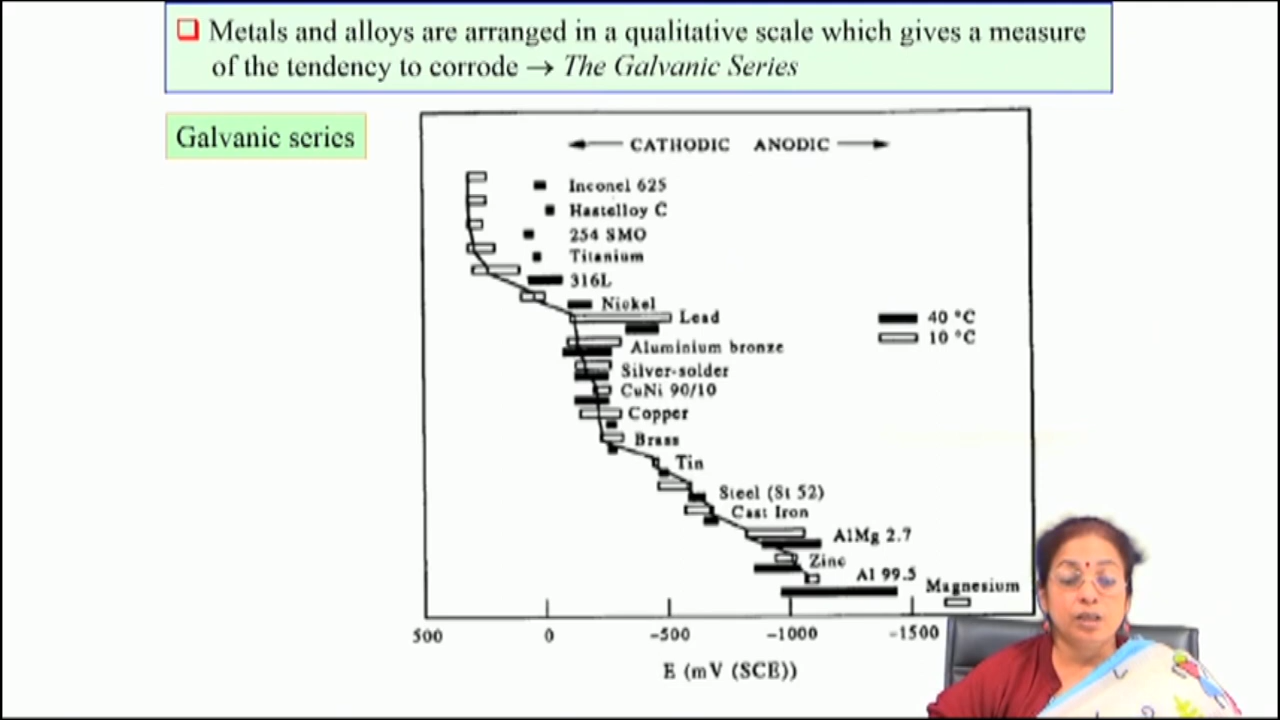 Metals and alloys are arranged in a qualitative scale which gives a measure
of the tendency to corrode → The Galvanic Series
Galvanic series
CATHODIC ANODIC
Inconel 625
Hastelloy C
254 SMO
Titanium
316L
Nickel
Lead
40 °C
10 °C
Aluminium bronze
Silver-solder
CuNi 90/10
Copper
Brass
Tin
Steel (St 52)
Cast Iron
AlMg 2.7
Zinc
Al 99.5
Magnesium
500 0 -500 -1000 -1500
E (mV (SCE))